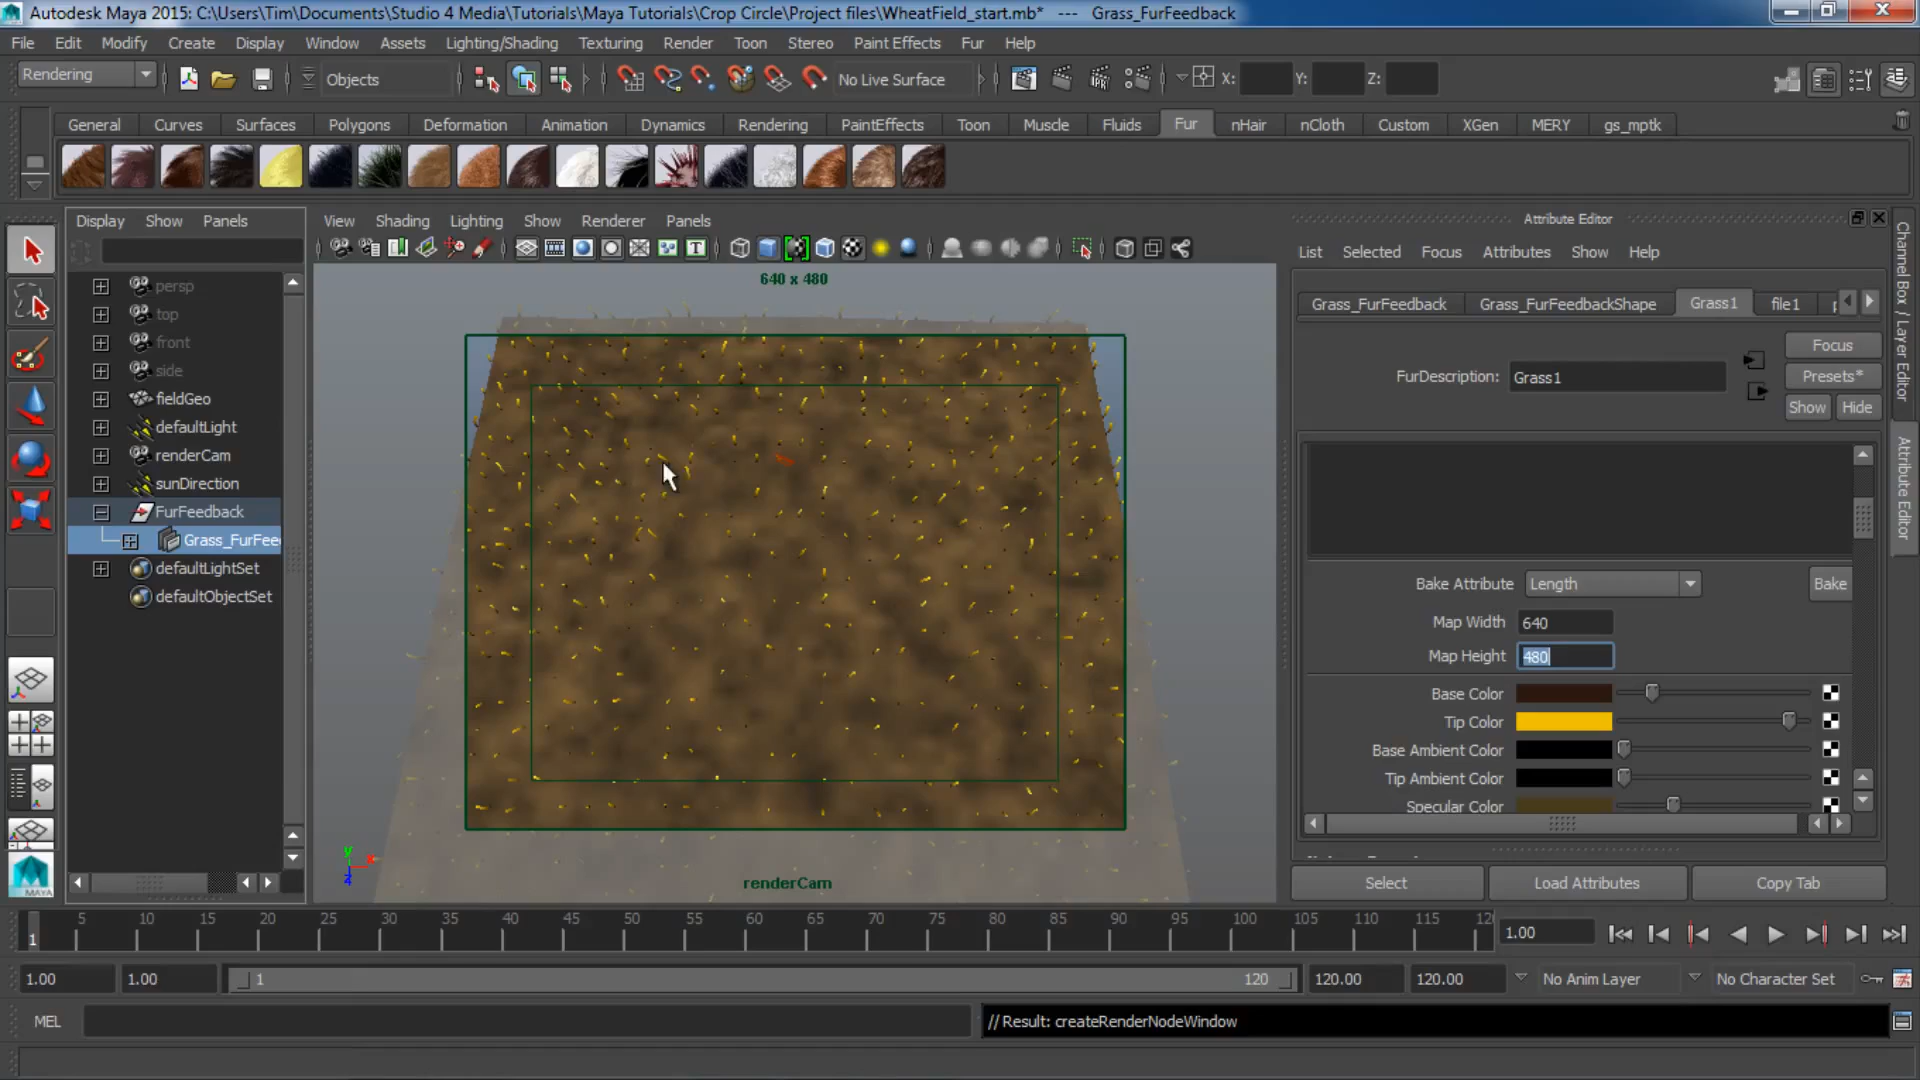 Autodesk Maya 2015: C:\Users\Tim\Documents\Studio 4 Media\Tutorials\Maya Tutorials\Crop Circle\Project files\WheatField_start.mb* --- Grass_FurFeedback
File Edit Modify Create Display Window Assets Lighting/Shading Texturing Render Toon Stereo Paint Effects Fur Help
Rendering Objects No Live Surface X: Y: Z:
General Curves Surfaces Polygons Deformation Animation Dynamics Rendering PaintEffects Toon Muscle Fluids Fur nHair nCloth Custom XGen MERY gs_mptk
Display Show Panels
View Shading Lighting Show Renderer Panels
Attribute Editor
List Selected Focus Attributes Show Help
640 x 480
persp
top
front
side
fieldGeo
defaultLight
renderCam
sunDirection
FurFeedback
Grass_FurFee
defaultLightSet
defaultObjectSet
renderCam
Grass_FurFeedback Grass_FurFeedbackShape Grass1 file1
Focus
FurDescription: Grass1 Presets*
Show Hide
Bake Attribute Length Bake
Map Width 640
Map Height 480
Base Color
Tip Color
Base Ambient Color
Tip Ambient Color
Specular Color
Select Load Attributes Copy Tab
Channel Box / Layer Editor
Attribute Editor
MAYA
1 5 10 15 20 25 30 35 40 45 50 55 60 65 70 75 80 85 90 95 100 105 110 115 1.00
1.00 1.00 1 120 120.00 120.00 No Anim Layer No Character Set
MEL // Result: createRenderNodeWindow